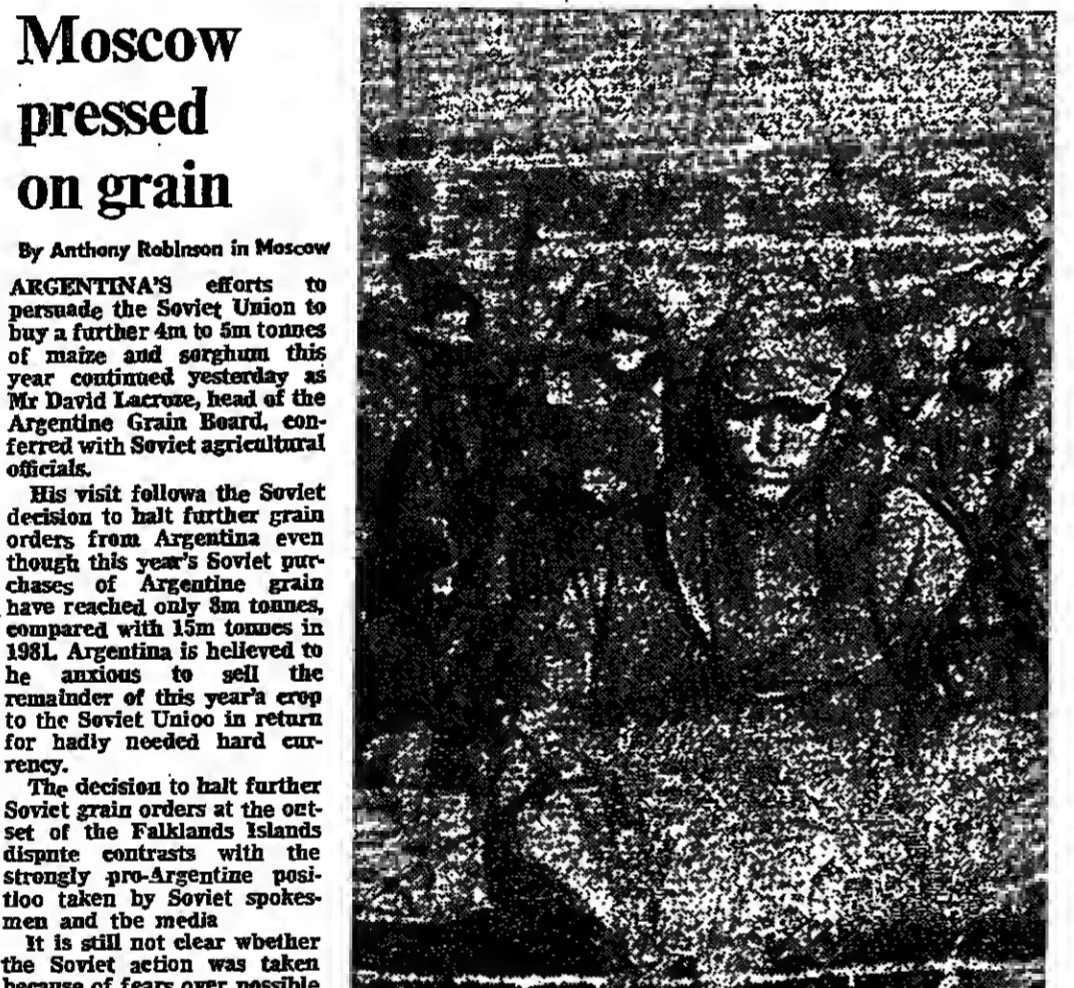 Moscow
pressed
on grain
By Anthony Robinson in Moscow
ARGENTINA'S efforts to
persuade the Soviet Union to
buy a further 4m to 5m tonnes
of maize and sorghum this
year continued yesterday as
Mr David Lacroze, head of the
Argentine Grain Board, con-
ferred with Soviet agricultural
officials.
His visit follows the Soviet
decision to halt further grain
orders from Argentina even
though this year's Soviet pur-
chases of Argentine grain
have reached only 8m tonnes,
compared with 15m tonnes in
1981. Argentina is believed to
be anxious to sell the
remainder of this year's crop
to the Soviet Union in return
for badly needed hard cur-
rency.
The decision to halt further
Soviet grain orders at the out-
set of the Falklands Islands
dispute contrasts with the
strongly pro-Argentine posi-
tion taken by Soviet spokes-
men and the media
It is still not clear whether
the Soviet action was taken
because of fears over possible